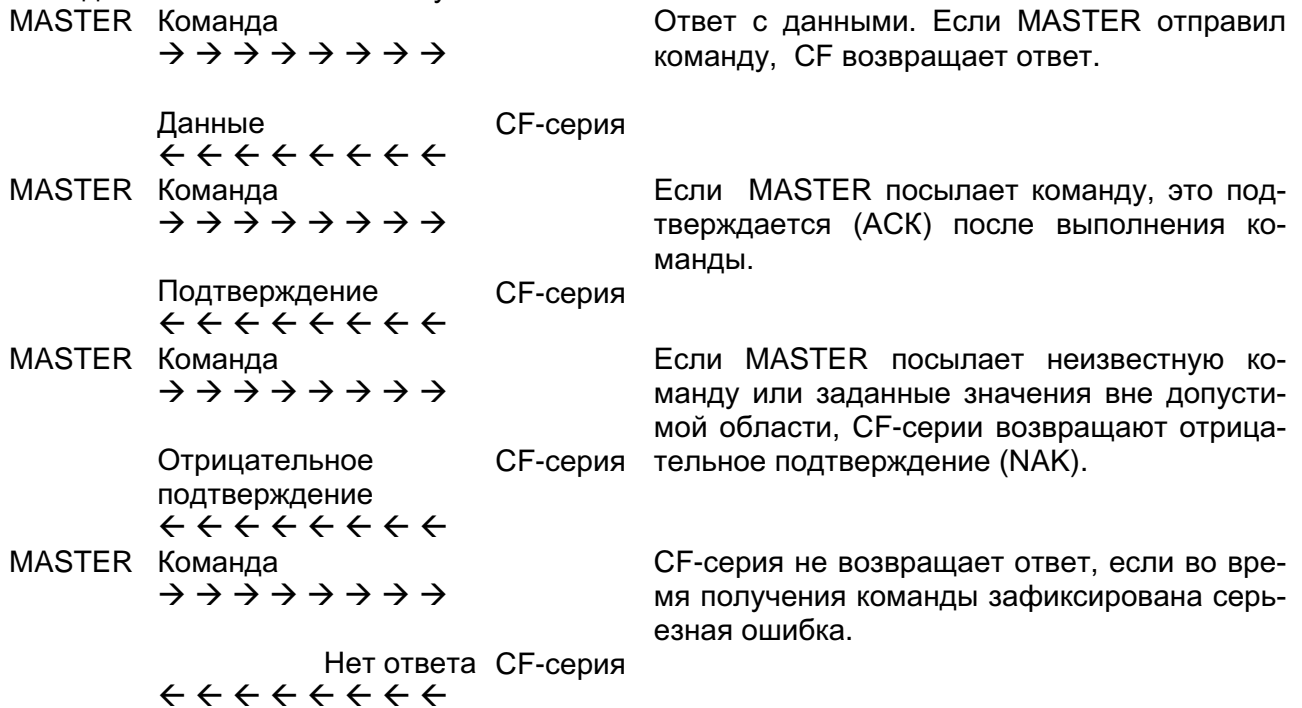 MASTER Команда Ответ с данными. Если MASTER отправил
→ → → → → → → → команду, CF возвращает ответ.
Данные CF-серия
← ← ← ← ← ← ← ←
MASTER Команда Если MASTER посылает команду, это под-
→ → → → → → → → тверждается (АСК) после выполнения ко-
манды.
Подтверждение CF-серия
← ← ← ← ← ← ← ←
MASTER Команда Если MASTER посылает неизвестную ко-
→ → → → → → → → манду или заданные значения вне допусти-
мой области, CF-серии возвращают отрица-
Отрицательное CF-серия тельное подтверждение (NAK).
подтверждение
← ← ← ← ← ← ← ←
MASTER Команда CF-серия не возвращает ответ, если во вре-
→ → → → → → → → мя получения команды зафиксирована серь-
езная ошибка.
Нет ответа CF-серия
← ← ← ← ← ← ← ←